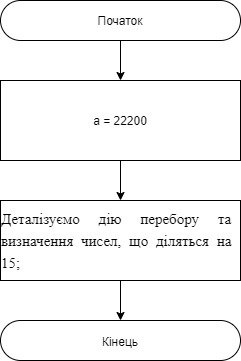 Початок
a = 22200
Деталізуємо дію перебору та
визначення чисел, що діляться на
15;
Кінець